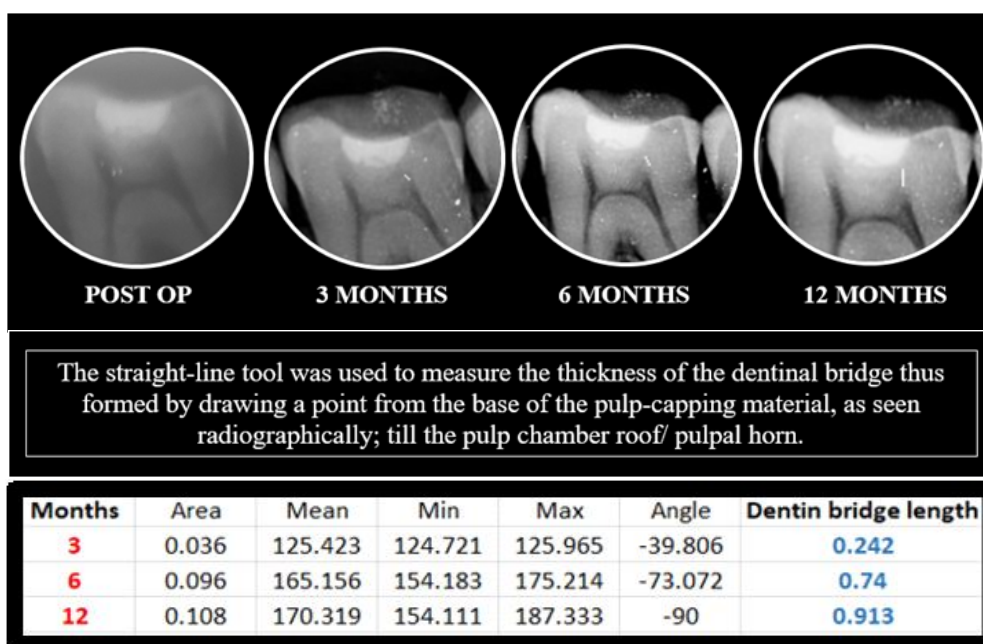 POST OP 3 MONTHS 6 MONTHS 12 MONTHS
The straight-line tool was used to measure the thickness of the dentinal bridge thus
formed by drawing a point from the base of the pulp-capping material, as seen
radiographically; till the pulp chamber roof/ pulpal horn.
Months Area Mean Min Max Angle Dentin bridge length
3 0.036 125.423 124.721 125.965 -39.806 0.242
6 0.096 165.156 154.183 175.214 -73.072 0.74
12 0.108 170.319 154.111 187.333 -90 0.913